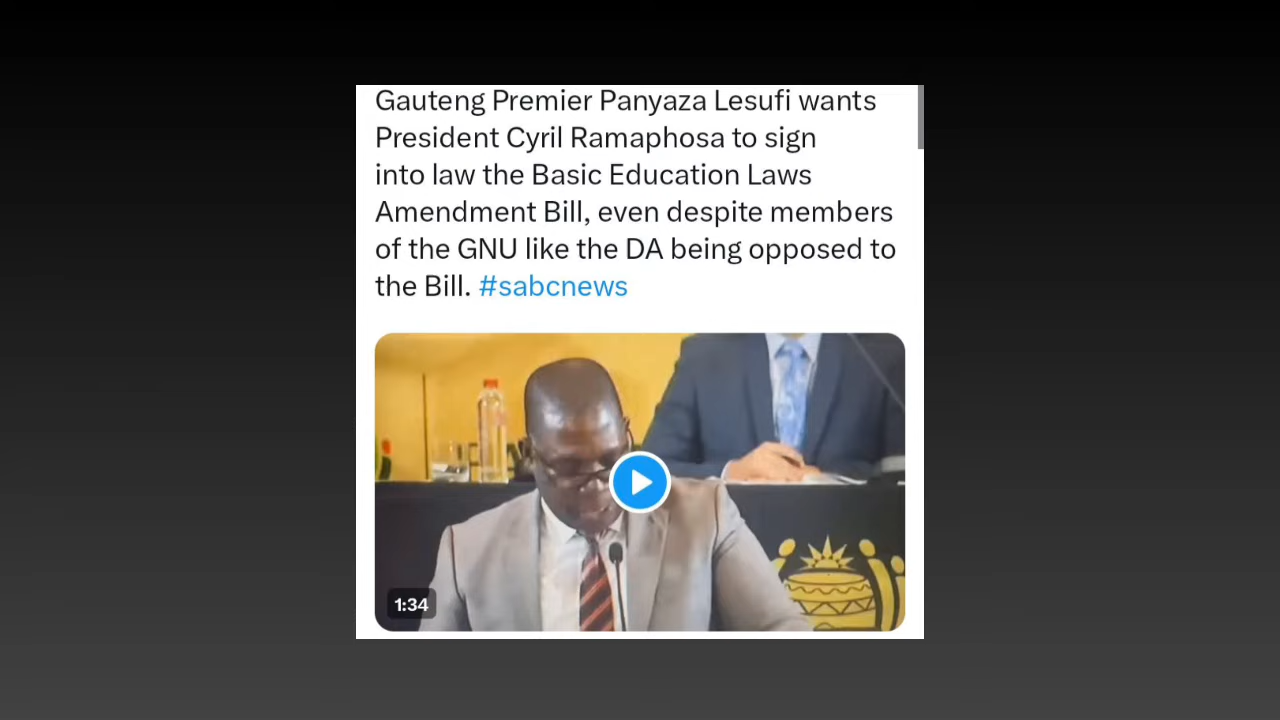 Gauteng Premier Panyaza Lesufi wants
President Cyril Ramaphosa to sign
into law the Basic Education Laws
Amendment Bill, even despite members
of the GNU like the DA being opposed to
the Bill. #sabcnews
1:34